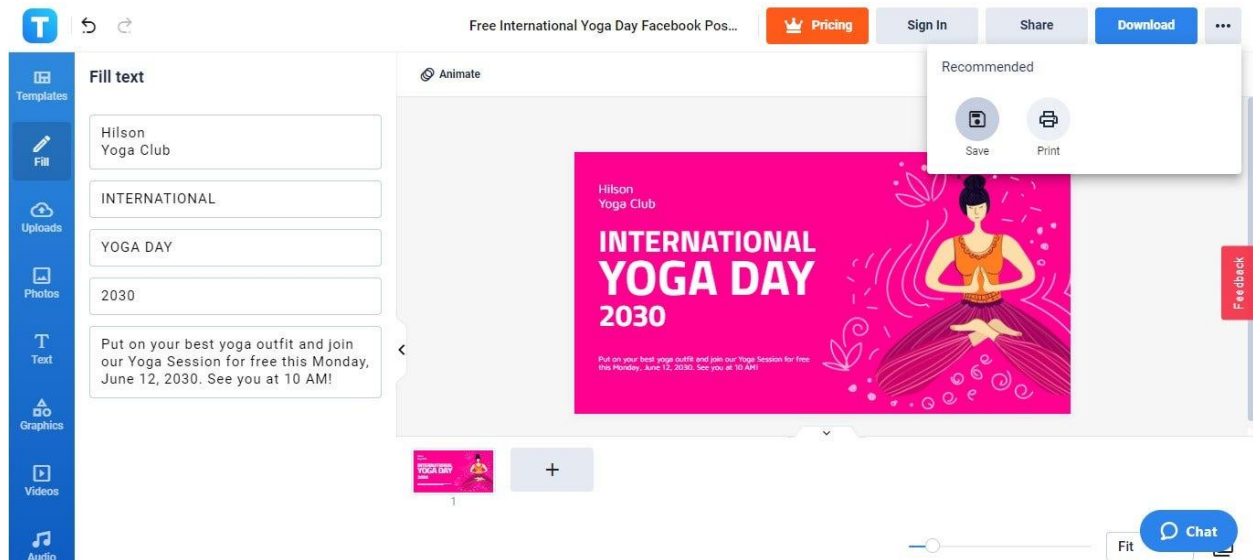 T
Free International Yoga Day Facebook Pos...
Pricing
Sign In
Share
Download
Templates
Fill
Uploads
Photos
Text
Graphics
Videos
Audio
Fill text
Hilson
Yoga Club
INTERNATIONAL
YOGA DAY
2030
Put on your best yoga outfit and join
our Yoga Session for free this Monday,
June 12, 2030. See you at 10 AM!
Animate
Recommended
Save
Print
Hilson
Yoga Club
INTERNATIONAL
YOGA DAY
2030
Put on your best yoga outfit and join our Yoga Session for free
this Monday, June 12, 2030. See you at 10 AM!
Feedback
YOGA DAY
1
Fit
Chat